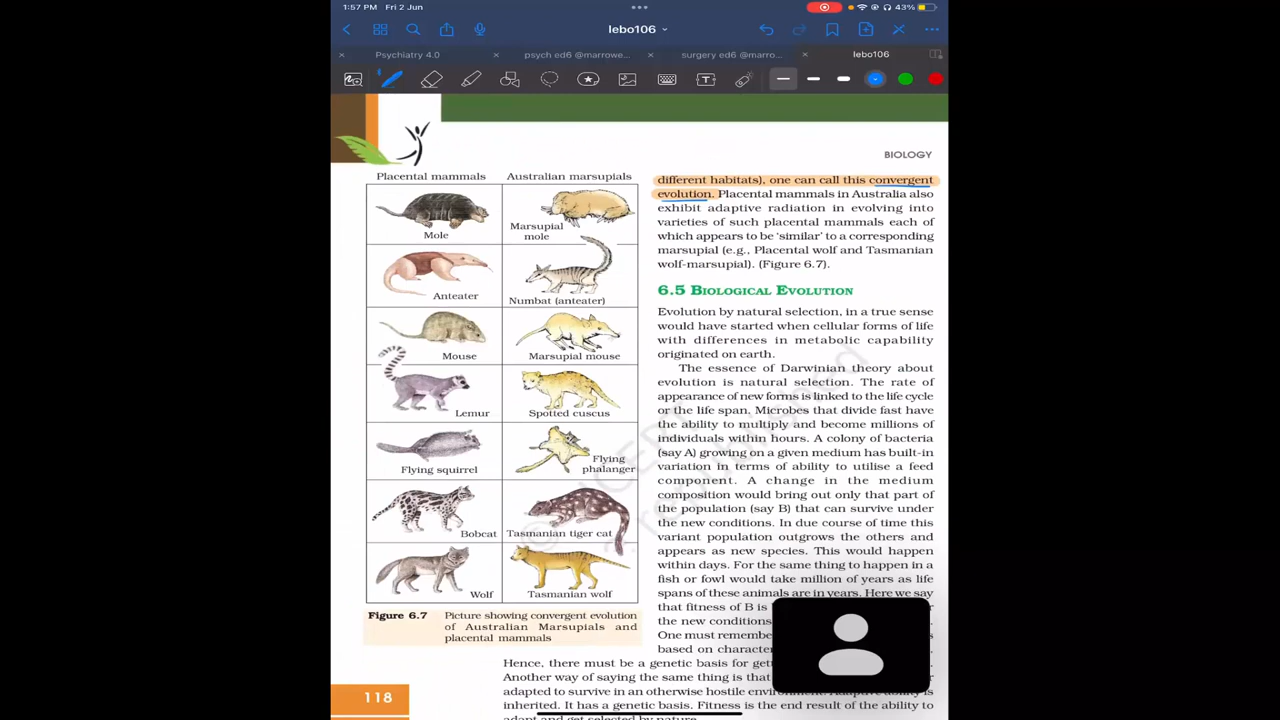 1:57 PM Fri 2 Jun
43%
lebo106
Psychiatry 4.0
psych ed6 @marrowe...
surgery ed6 @marro...
lebo106
BIOLOGY
Placental mammals
Australian marsupials
Mole
Marsupial
mole
Anteater
Numbat (anteater)
Mouse
Marsupial mouse
Lemur
Spotted cuscus
Flying squirrel
Flying
phalanger
Bobcat
Tasmanian tiger cat
Wolf
Tasmanian wolf
Figure 6.7 Picture showing convergent evolution
of Australian Marsupials and
placental mammals
different habitats), one can call this convergent
evolution. Placental mammals in Australia also
exhibit adaptive radiation in evolving into
varieties of such placental mammals each of
which appears to be 'similar' to a corresponding
marsupial (e.g., Placental wolf and Tasmanian
wolf-marsupial). (Figure 6.7).
6.5 BIOLOGICAL EVOLUTION
Evolution by natural selection, in a true sense
would have started when cellular forms of life
with differences in metabolic capability
originated on earth.
The essence of Darwinian theory about
evolution is natural selection. The rate of
appearance of new forms is linked to the life cycle
or the life span. Microbes that divide fast have
the ability to multiply and become millions of
individuals within hours. A colony of bacteria
(say A) growing on a given medium has built-in
variation in terms of ability to utilise a feed
component. A change in the medium
composition would bring out only that part of
the population (say B) that can survive under
the new conditions. In due course of time this
variant population outgrows the others and
appears as new species. This would happen
within days. For the same thing to happen in a
fish or fowl would take million of years as life
spans of these animals are in years. Here we say
that fitness of B is
the new conditions
One must remembe
based on charact
Hence, there must be a genetic basis for gett
Another way of saying the same thing is that
adapted to survive in an otherwise hostile environment. Adaptive ability is
inherited. It has a genetic basis. Fitness is the end result of the ability to
adapt and get selected by nature.
118